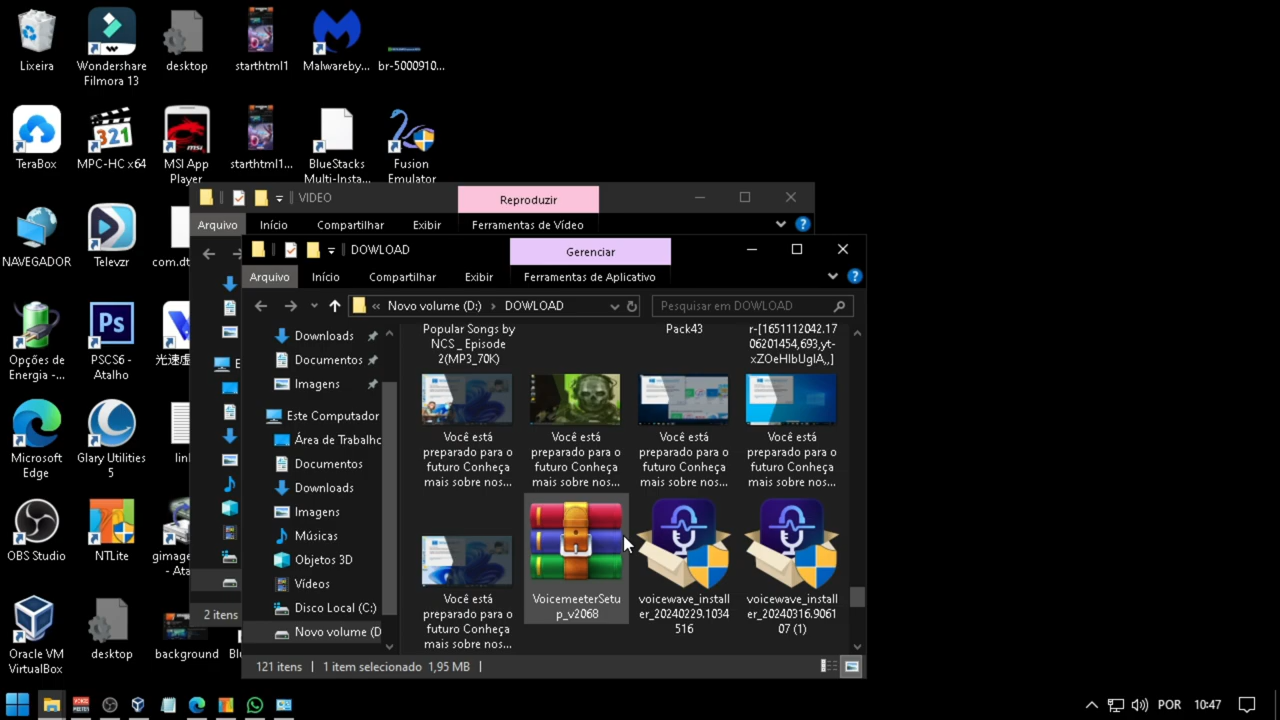 Lixeira
Wondershare
Filmora 13
desktop
starthtml1
Malwareby...
br-5000910...
TeraBox
MPC-HC x64
MSI App
Player
starthtml1...
BlueStacks
Multi-Insta...
Fusion
Emulator
NAVEGADOR
Televzr
com.dt
Opções de
Energia -...
PSCS6 -
Atalho
光速虚
Microsoft
Edge
Glary Utilities
5
lin
OBS Studio
NTLite
gimage
- Ata
Oracle VM
VirtualBox
desktop
background
VIDEO
Reproduzir
Arquivo
Início
Compartilhar
Exibir
Ferramentas de Vídeo
2 itens
DOWLOAD
Gerenciar
Arquivo
Início
Compartilhar
Exibir
Ferramentas de Aplicativo
« Novo volume (D:) > DOWLOAD
Pesquisar em DOWLOAD
Downloads
Documentos
Imagens
Este Computador
Área de Trabalho
Documentos
Downloads
Imagens
Músicas
Objetos 3D
Vídeos
Disco Local (C:)
Novo volume (D
Popular Songs by
NCS _ Episode
2(MP3_70K)
Pack43
r-[1651112042.17
06201454,693,yt-
xZOeHIbUgIA,,]
Você está
preparado para o
futuro Conheça
mais sobre nos...
Você está
preparado para o
futuro Conheça
mais sobre nos...
Você está
preparado para o
futuro Conheça
mais sobre nos...
Você está
preparado para o
futuro Conheça
mais sobre nos...
Você está
preparado para o
futuro Conheça
mais sobre nos...
VoicemeeterSetu
p_v2068
voicewave_install
er_20240229.1034
516
voicewave_install
er_20240316.9061
07 (1)
121 itens
1 item selecionado 1,95 MB
POR
10:47